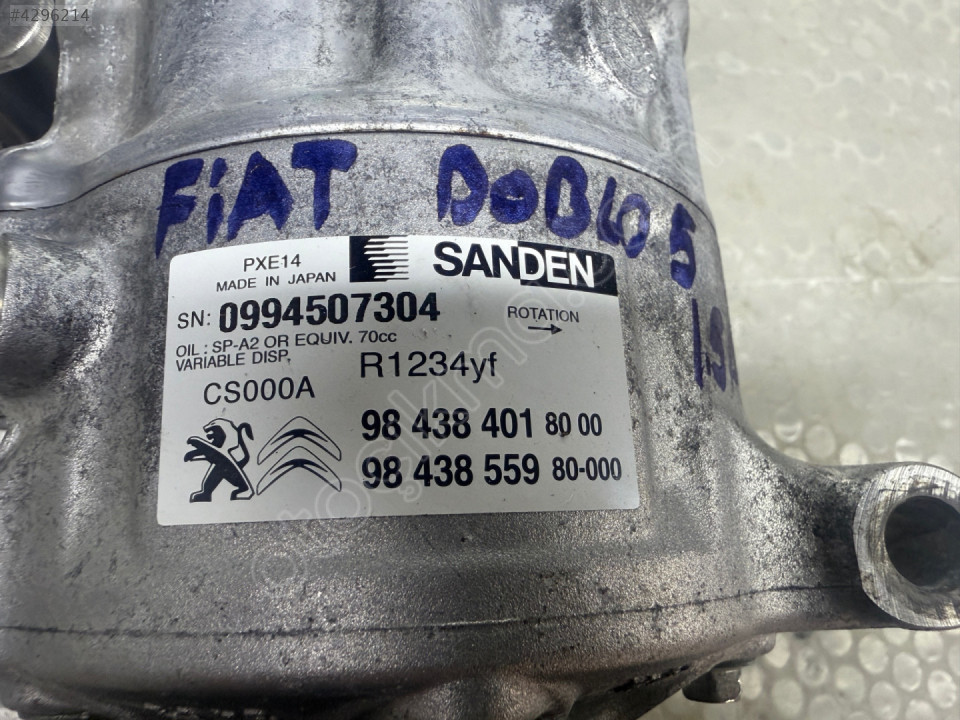 #4296214
FiAT DOBLO 5
PXE14
MADE IN JAPAN
SANDEN
SN: 0994507304
ROTATION
OIL : SP-A2 OR EQUIV. 70cc
VARIABLE DISP.
R1234yf
CS000A
98 438 401 80 00
98 438 559 80-000